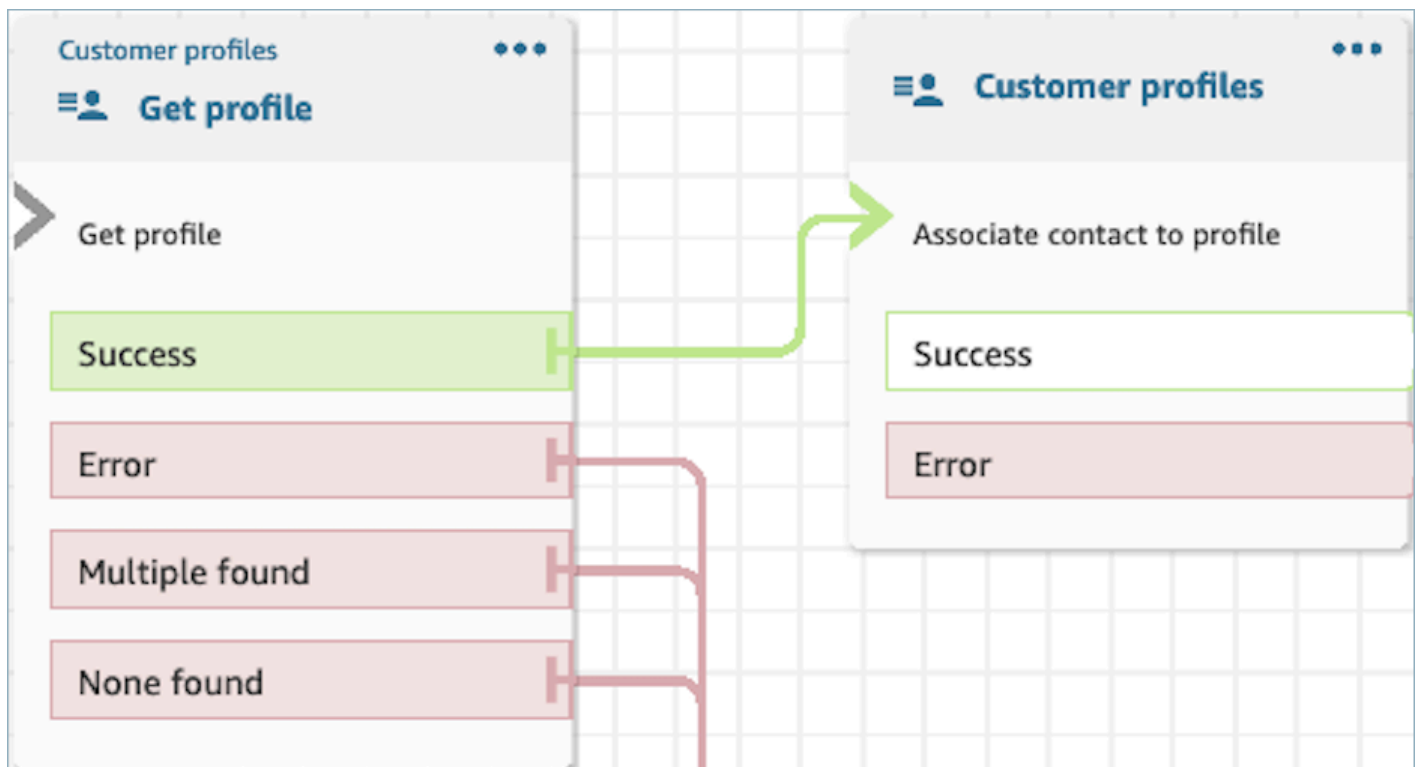 Customer profiles
Get profile
Get profile
Success
Error
Multiple found
None found
Customer profiles
Associate contact to profile
Success
Error